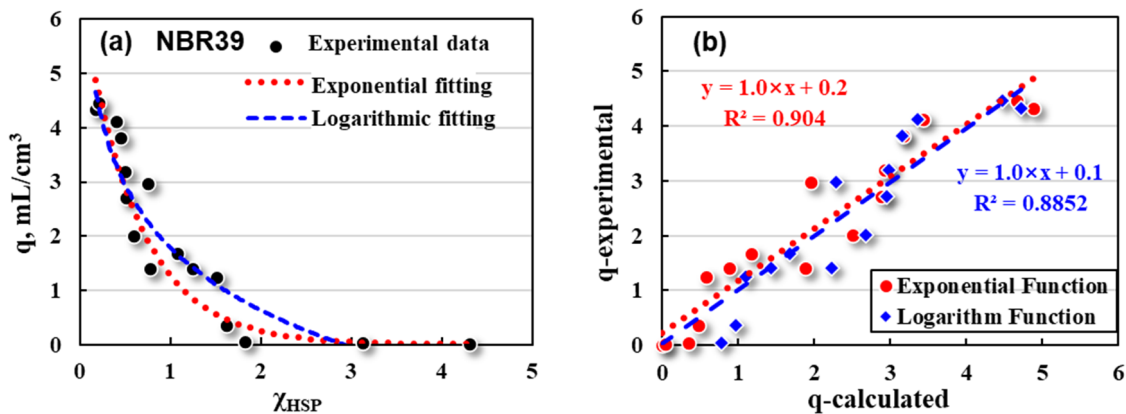 (a) NBR39
Experimental data
Exponential fitting
Logarithmic fitting
q, mL/cm³
6
5
4
3
2
1
0
0 1 2 3 4 5
χHSP
(b)
y = 1.0×x + 0.2
R² = 0.904
y = 1.0×x + 0.1
R² = 0.8852
Exponential Function
Logarithm Function
q-experimental
6
5
4
3
2
1
0
0 1 2 3 4 5 6
q-calculated